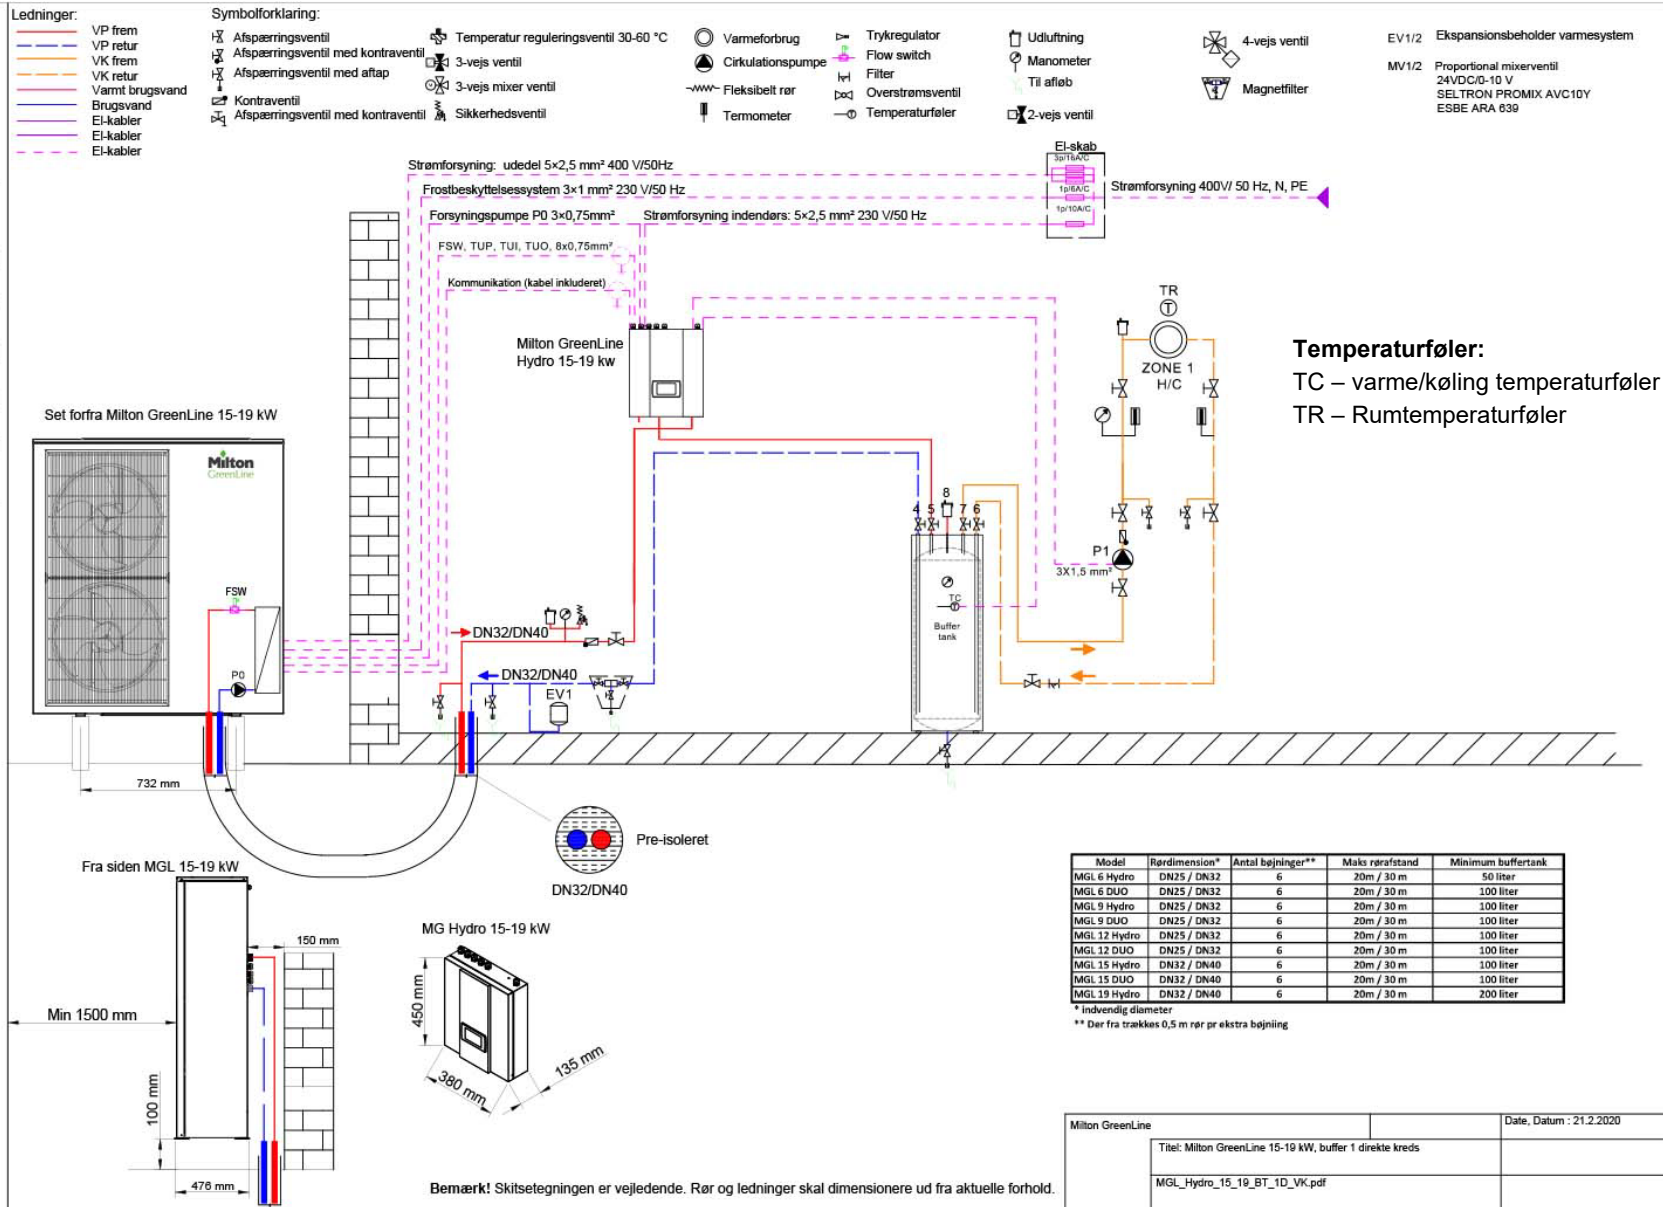 Ledninger:
VP frem
VP retur
VK frem
VK retur
Varmt brugsvand
Brugsvand
El-kabler
El-kabler
El-kabler
Symbolforklaring:
Afspærringsventil
Afspærringsventil med kontraventil
Afspærringsventil med aftap
Kontraventil
Afspærringsventil med kontraventil
Temperatur reguleringsventil 30-60 °C
3-vejs ventil
3-vejs mixer ventil
Sikkerhedsventil
Varmeforbrug
Cirkulationspumpe
Fleksibelt rør
Termometer
Trykregulator
Flow switch
Filter
Overstrømsventil
Temperaturføler
Udluftning
Manometer
Til afløb
2-vejs ventil
4-vejs ventil
Magnetfilter
EV1/2 Ekspansionsbeholder varmesystem
MV1/2 Proportional mixerventil
24VDC/0-10 V
SELTRON PROMIX AVC10Y
ESBE ARA 639
El-skab
3p/16A/C
1p/6A/C
1p/10A/C
Strømforsyning: udedel 5×2,5 mm² 400 V/50Hz
Frostbeskyttelsessystem 3×1 mm² 230 V/50 Hz
Strømforsyning 400V/ 50 Hz, N, PE
Forsyningspumpe P0 3×0,75mm²
Strømforsyning indendørs: 5×2,5 mm² 230 V/50 Hz
FSW, TUP, TUI, TUO, 8x0,75mm²
Kommunikation (kabel inkluderet)
Milton GreenLine
Hydro 15-19 kw
TR
T
ZONE 1
H/C
Temperaturføler:
TC – varme/køling temperaturføler
TR – Rumtemperaturføler
Set forfra Milton GreenLine 15-19 kW
Milton
GreenLine
FSW
P0
732 mm
DN32/DN40
DN32/DN40
EV1
4
5
8
7
6
TC
T
Buffer
tank
P1
3X1,5 mm²
Pre-isoleret
DN32/DN40
Fra siden MGL 15-19 kW
150 mm
Min 1500 mm
100 mm
476 mm
MG Hydro 15-19 kW
450 mm
380 mm
135 mm
Model Rørdimension* Antal bøjninger** Maks rørafstand Minimum buffertank
MGL 6 Hydro DN25 / DN32 6 20m / 30 m 50 liter
MGL 6 DUO DN25 / DN32 6 20m / 30 m 100 liter
MGL 9 Hydro DN25 / DN32 6 20m / 30 m 100 liter
MGL 9 DUO DN25 / DN32 6 20m / 30 m 100 liter
MGL 12 Hydro DN25 / DN32 6 20m / 30 m 100 liter
MGL 12 DUO DN25 / DN32 6 20m / 30 m 100 liter
MGL 15 Hydro DN32 / DN40 6 20m / 30 m 100 liter
MGL 15 DUO DN32 / DN40 6 20m / 30 m 100 liter
MGL 19 Hydro DN32 / DN40 6 20m / 30 m 200 liter
* indvendig diameter
** Der fra trækkes 0,5 m rør pr ekstra bøjniing
Bemærk! Skitsetegningen er vejledende. Rør og ledninger skal dimensionere ud fra aktuelle forhold.
Milton GreenLine
Date, Datum : 21.2.2020
Titel: Milton GreenLine 15-19 kW, buffer 1 direkte kreds
MGL_Hydro_15_19_BT_1D_VK.pdf